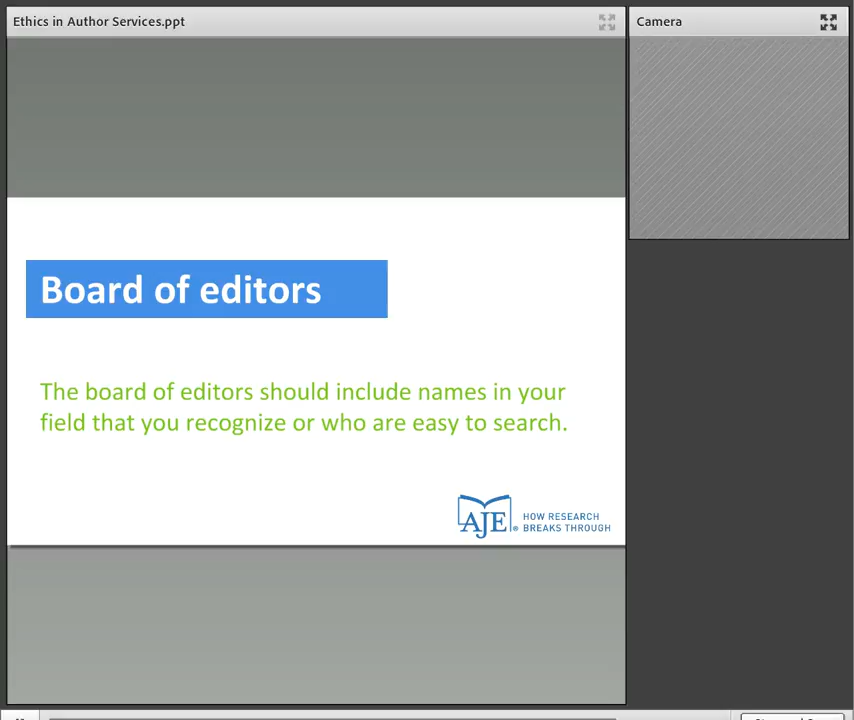 Ethics in Author Services.ppt
Camera
Board of editors
The board of editors should include names in your
field that you recognize or who are easy to search.
AJE® HOW RESEARCH
BREAKS THROUGH